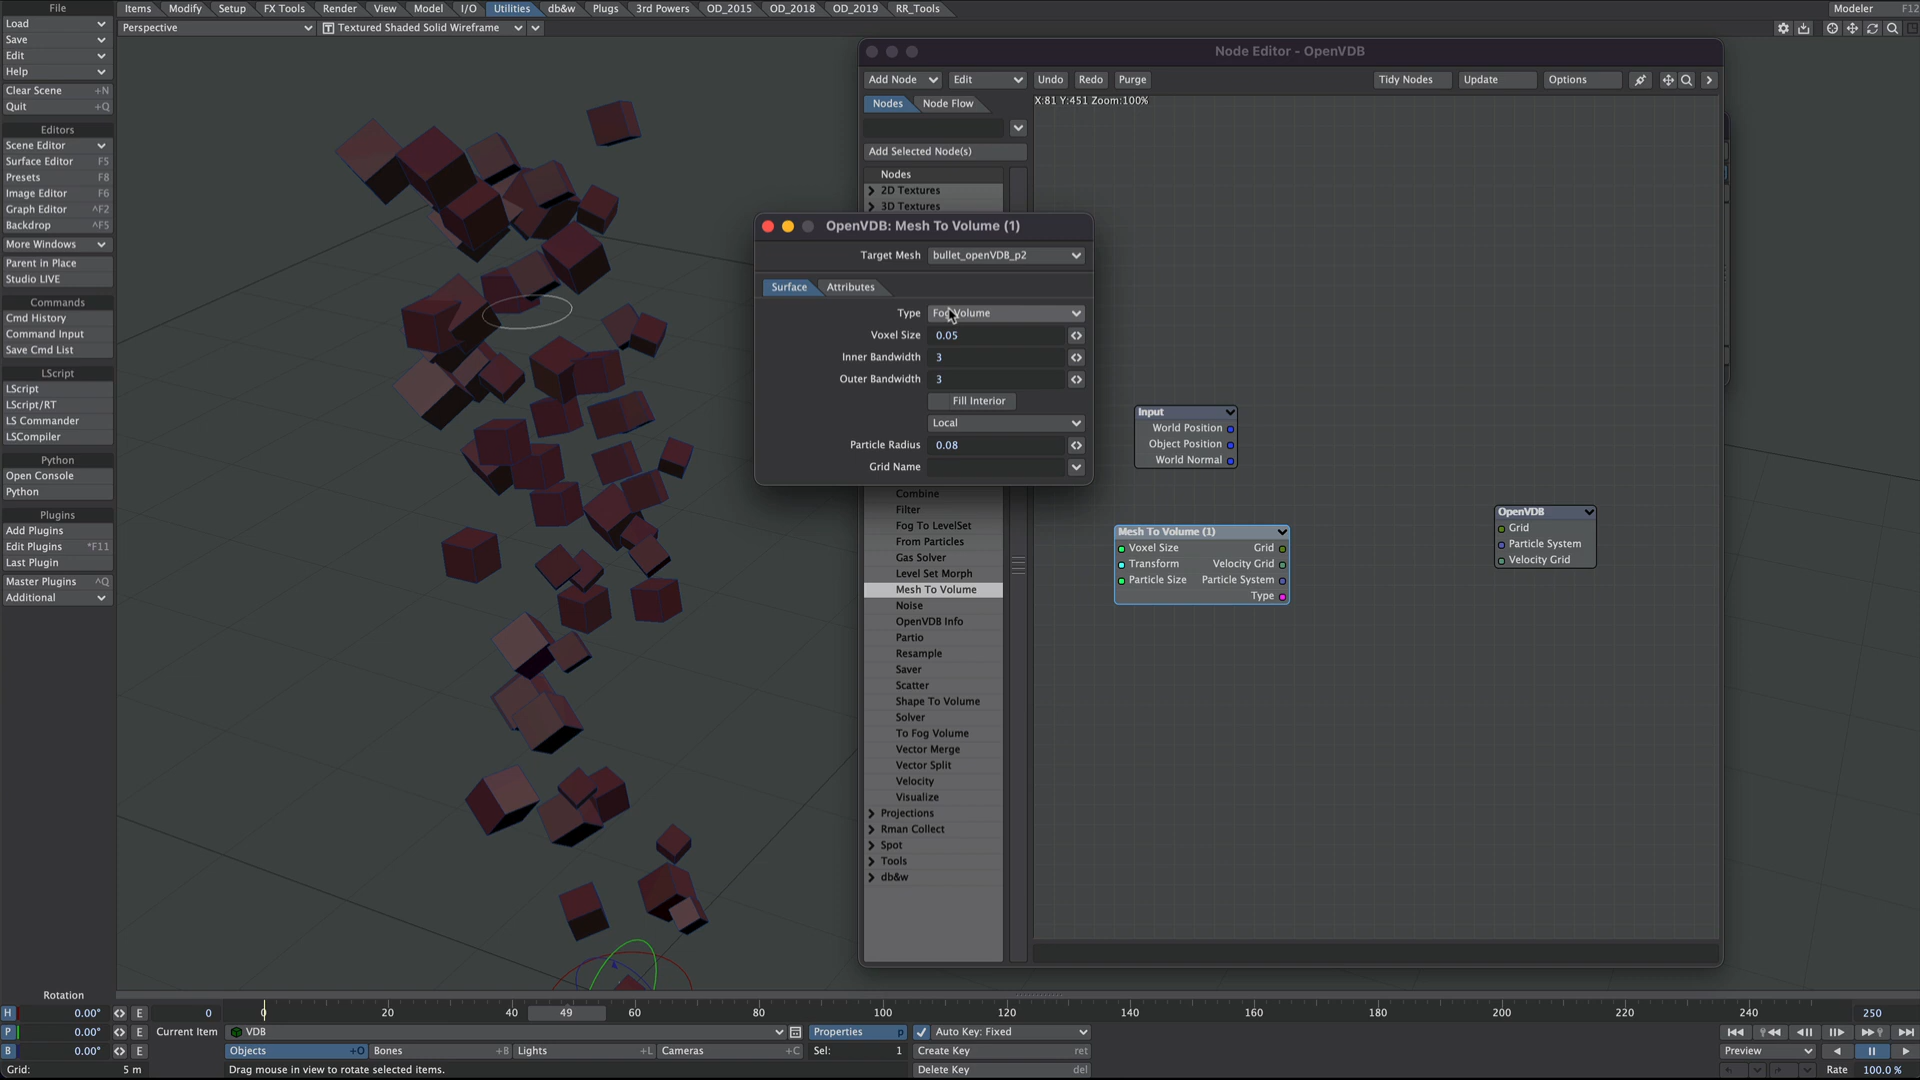 File
Items Modify Setup Render FX Tools View Model I/O Utilities db&w Plugs 3rd Powers OD_2015 OD_2018 OD_2019 RR_Tools
Modeler F12
Load
Save
Edit
Help
Clear Scene +N
Quit +Q
Editors
Scene Editor
Surface Editor F5
Presets F8
Image Editor F6
Graph Editor ^F2
Backdrop ^F5
More Windows
Parent in Place
Studio LIVE
Commands
Cmd History
Command Input
Save Cmd List
LScript
LScript
LScript/RT
LS Commander
LSCompiler
Python
Open Console
Python
Plugins
Add Plugins
Edit Plugins *F11
Last Plugin
Master Plugins ^Q
Additional
Perspective
Textured Shaded Solid Wireframe
Node Editor - OpenVDB
Add Node Edit Undo Redo Purge Tidy Nodes Update Options
Nodes Node Flow
X:81 Y:451 Zoom:100%
Add Selected Node(s)
Nodes
2D Textures
3D Textures
OpenVDB: Mesh To Volume (1)
Target Mesh bullet_openVDB_p2
Surface Attributes
Type Fog Volume
Voxel Size 0.05
Inner Bandwidth 3
Outer Bandwidth 3
Fill Interior
Local
Particle Radius 0.08
Grid Name
Combine
Filter
Fog To LevelSet
From Particles
Gas Solver
Level Set Morph
Mesh To Volume
Noise
OpenVDB Info
Partio
Resample
Saver
Scatter
Shape To Volume
Solver
To Fog Volume
Vector Merge
Vector Split
Velocity
Visualize
Projections
Rman Collect
Spot
Tools
db&w
Input
World Position
Object Position
World Normal
Mesh To Volume (1)
Voxel Size Grid
Transform Velocity Grid
Particle Size Particle System
Type
OpenVDB
Grid
Particle System
Velocity Grid
Rotation
H 0.00° E
P 0.00° E
B 0.00° E
Grid: 5 m
0 0 20 40 49 60 80 100 120 140 160 180 200 220 240 250
Current Item VDB Properties p Auto Key: Fixed
Objects +O Bones +B Lights +L Cameras +C Sel: 1 Create Key ret
Drag mouse in view to rotate selected items.
Delete Key del
Preview
Rate 100.0 %